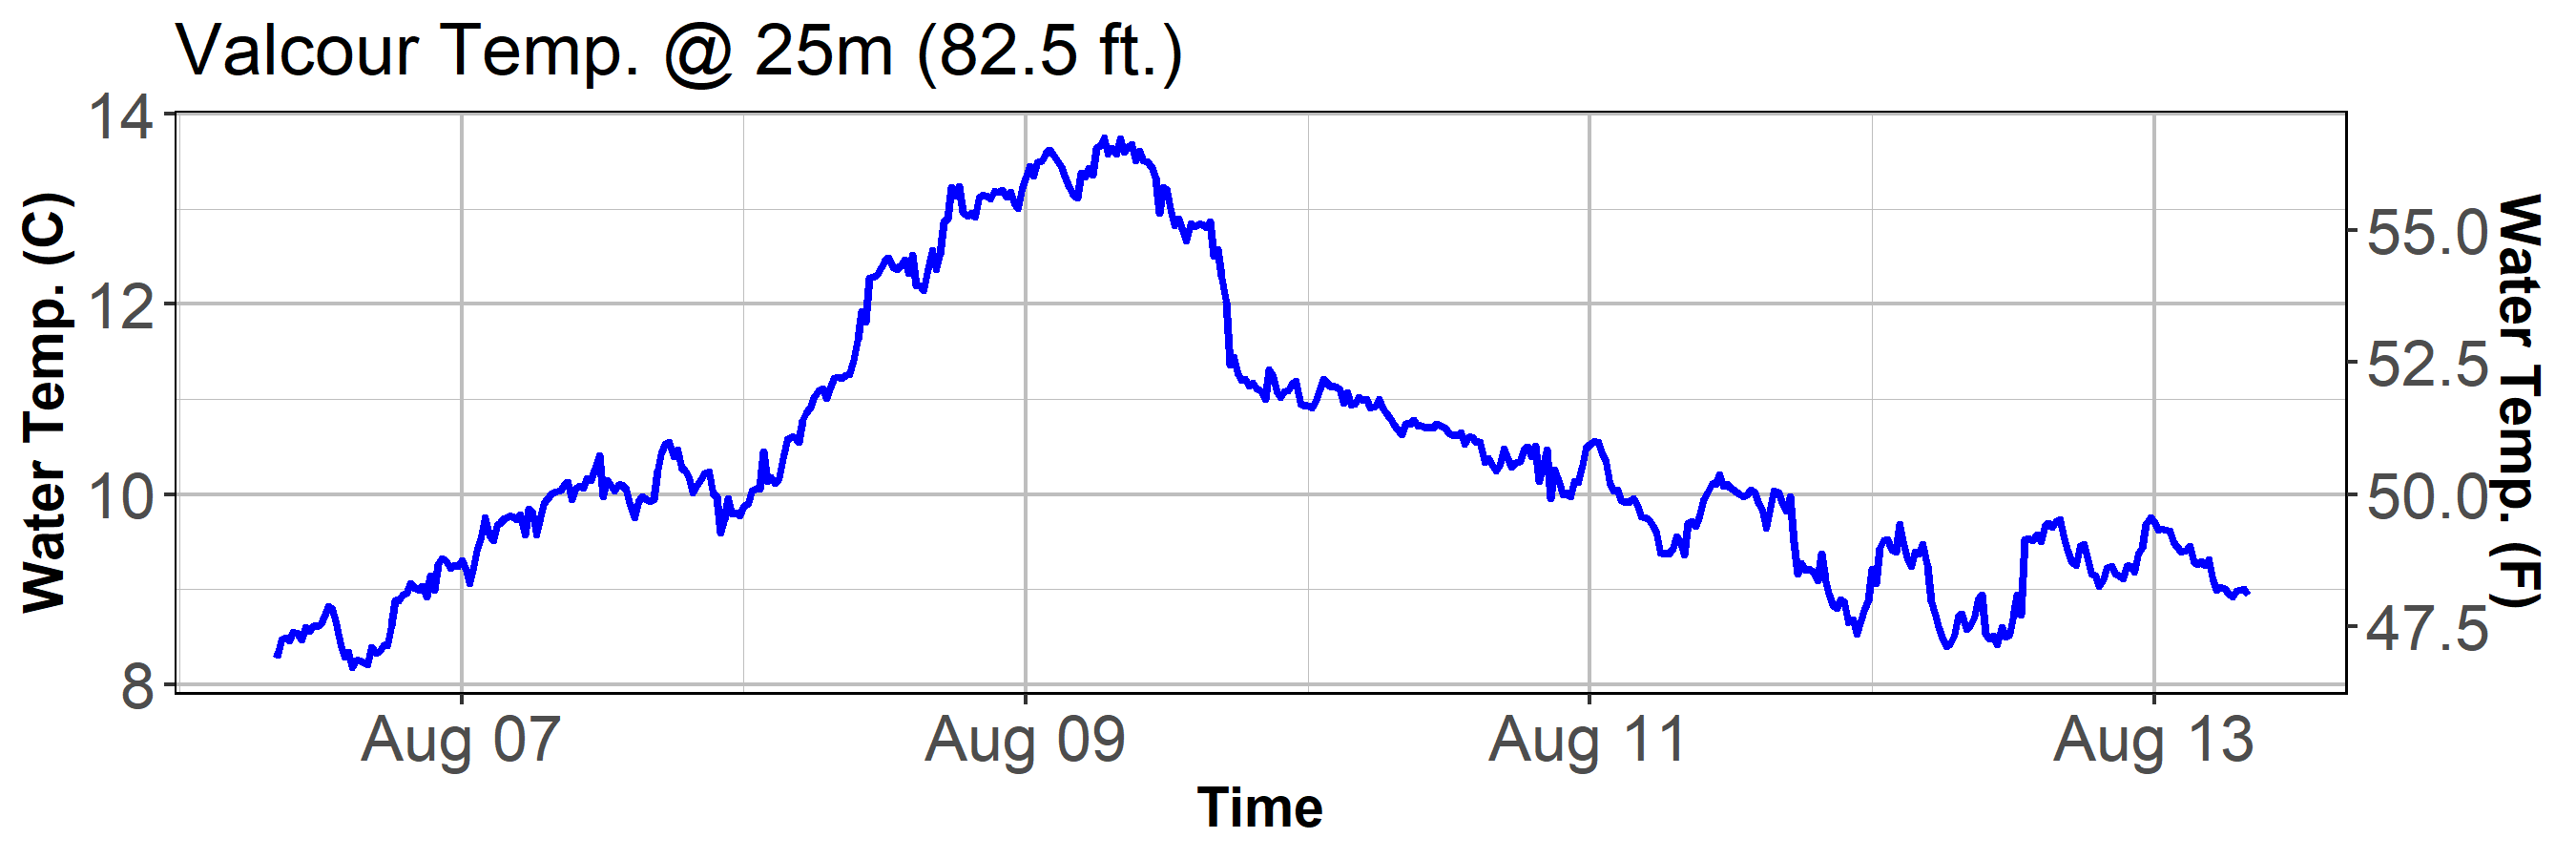 Valcour Temp. @ 25m (82.5 ft.)
14
12
10
8
Water Temp. (C)
55.0
52.5
50.0
47.5
Water Temp. (F)
Aug 07 Aug 09 Aug 11 Aug 13
Time